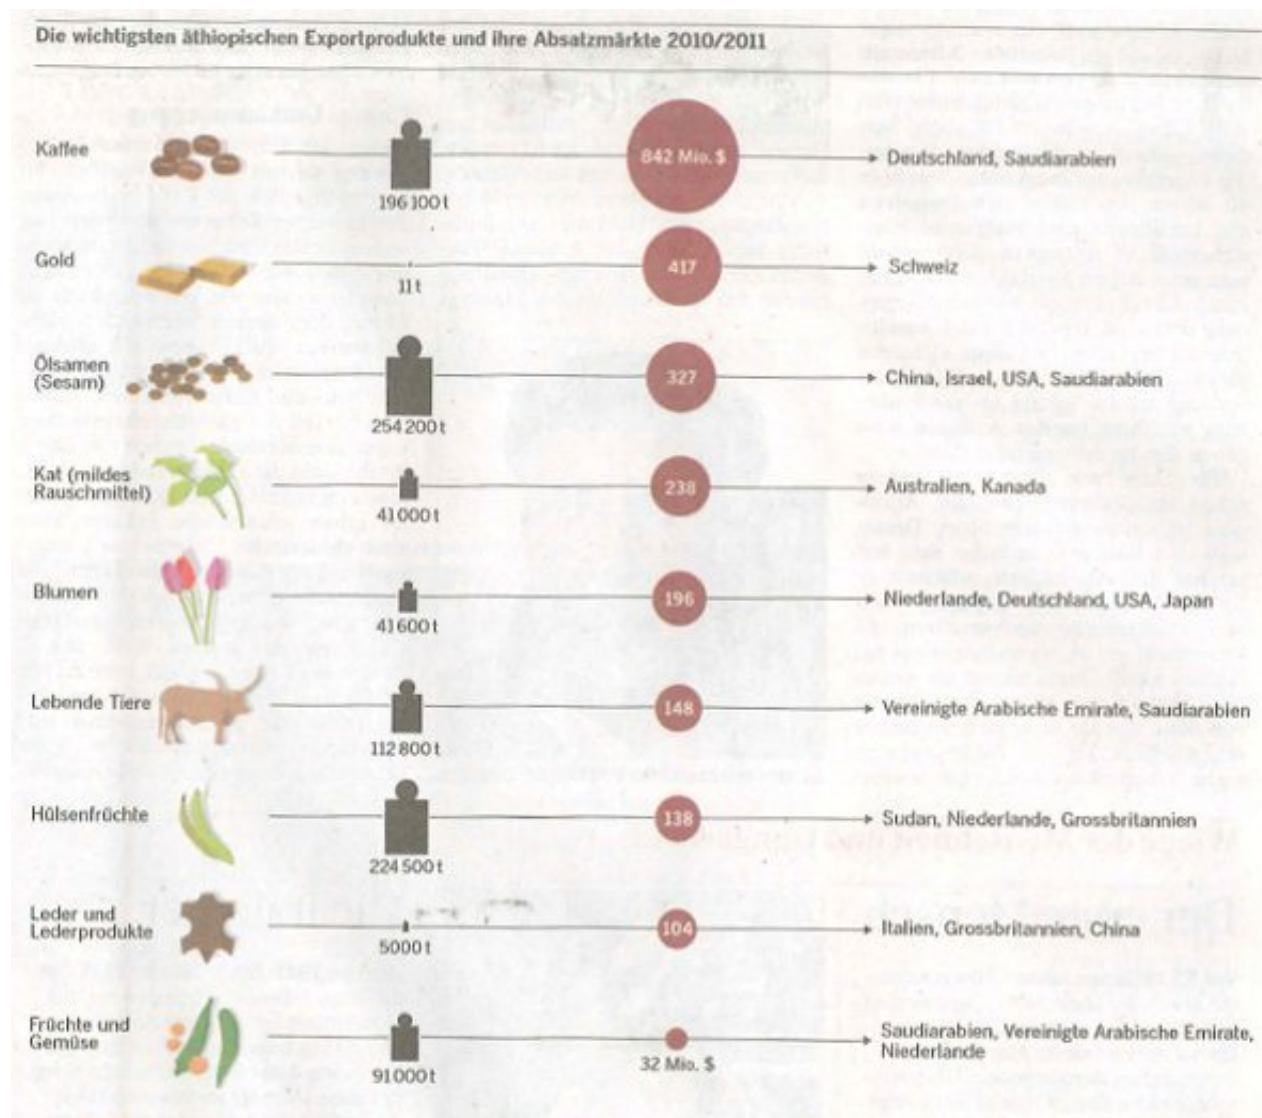 Die wichtigsten äthiopischen Exportprodukte und ihre Absatzmärkte 2010/2011
Kaffee
196 100 t
842 Mio. $
Deutschland, Saudiarabien
Gold
11 t
417
Schweiz
Ölsamen
(Sesam)
254 200 t
327
China, Israel, USA, Saudiarabien
Kat (mildes
Rauschmittel)
41 000 t
238
Australien, Kanada
Blumen
41 600 t
196
Niederlande, Deutschland, USA, Japan
Lebende Tiere
112 800 t
148
Vereinigte Arabische Emirate, Saudiarabien
Hülsenfrüchte
224 500 t
138
Sudan, Niederlande, Grossbritannien
Leder und
Lederprodukte
5000 t
104
Italien, Grossbritannien, China
Früchte und
Gemüse
91 000 t
32 Mio. $
Saudiarabien, Vereinigte Arabische Emirate,
Niederlande